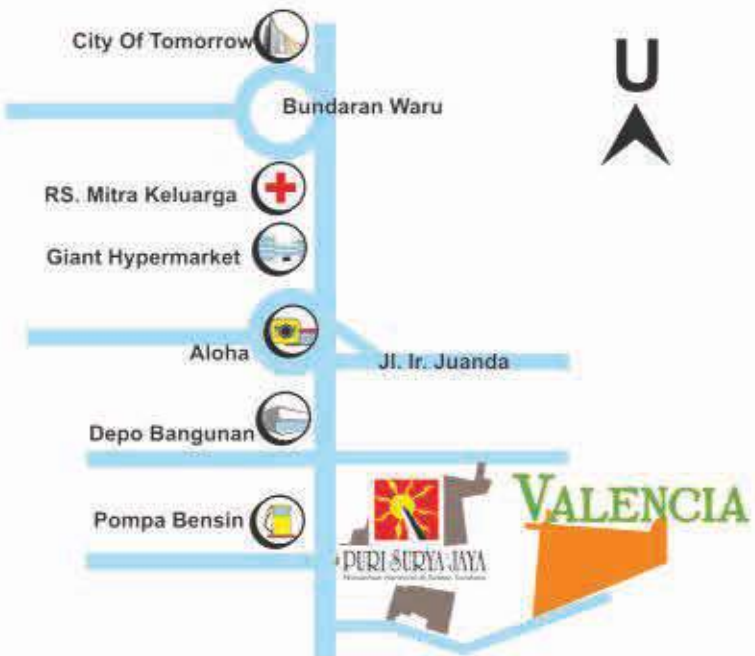 City Of Tomorrow
U
Bundaran Waru
RS. Mitra Keluarga
Giant Hypermarket
Aloha
Jl. Ir. Juanda
Depo Bangunan
VALENCIA
Pompa Bensin
PURI SURYA JAYA